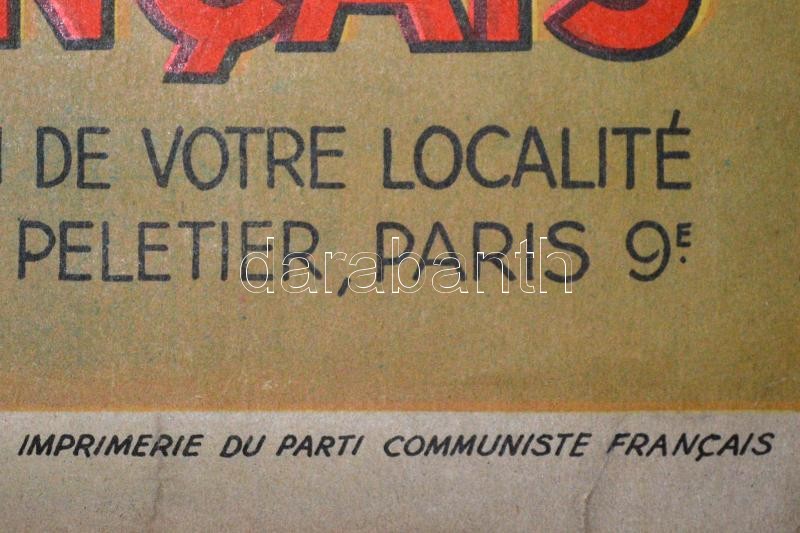 NÇAIS
DE VOTRE LOCALITÉ
PELETIER, PARIS 9E.
darabanth
IMPRIMERIE DU PARTI COMMUNISTE FRANÇAIS